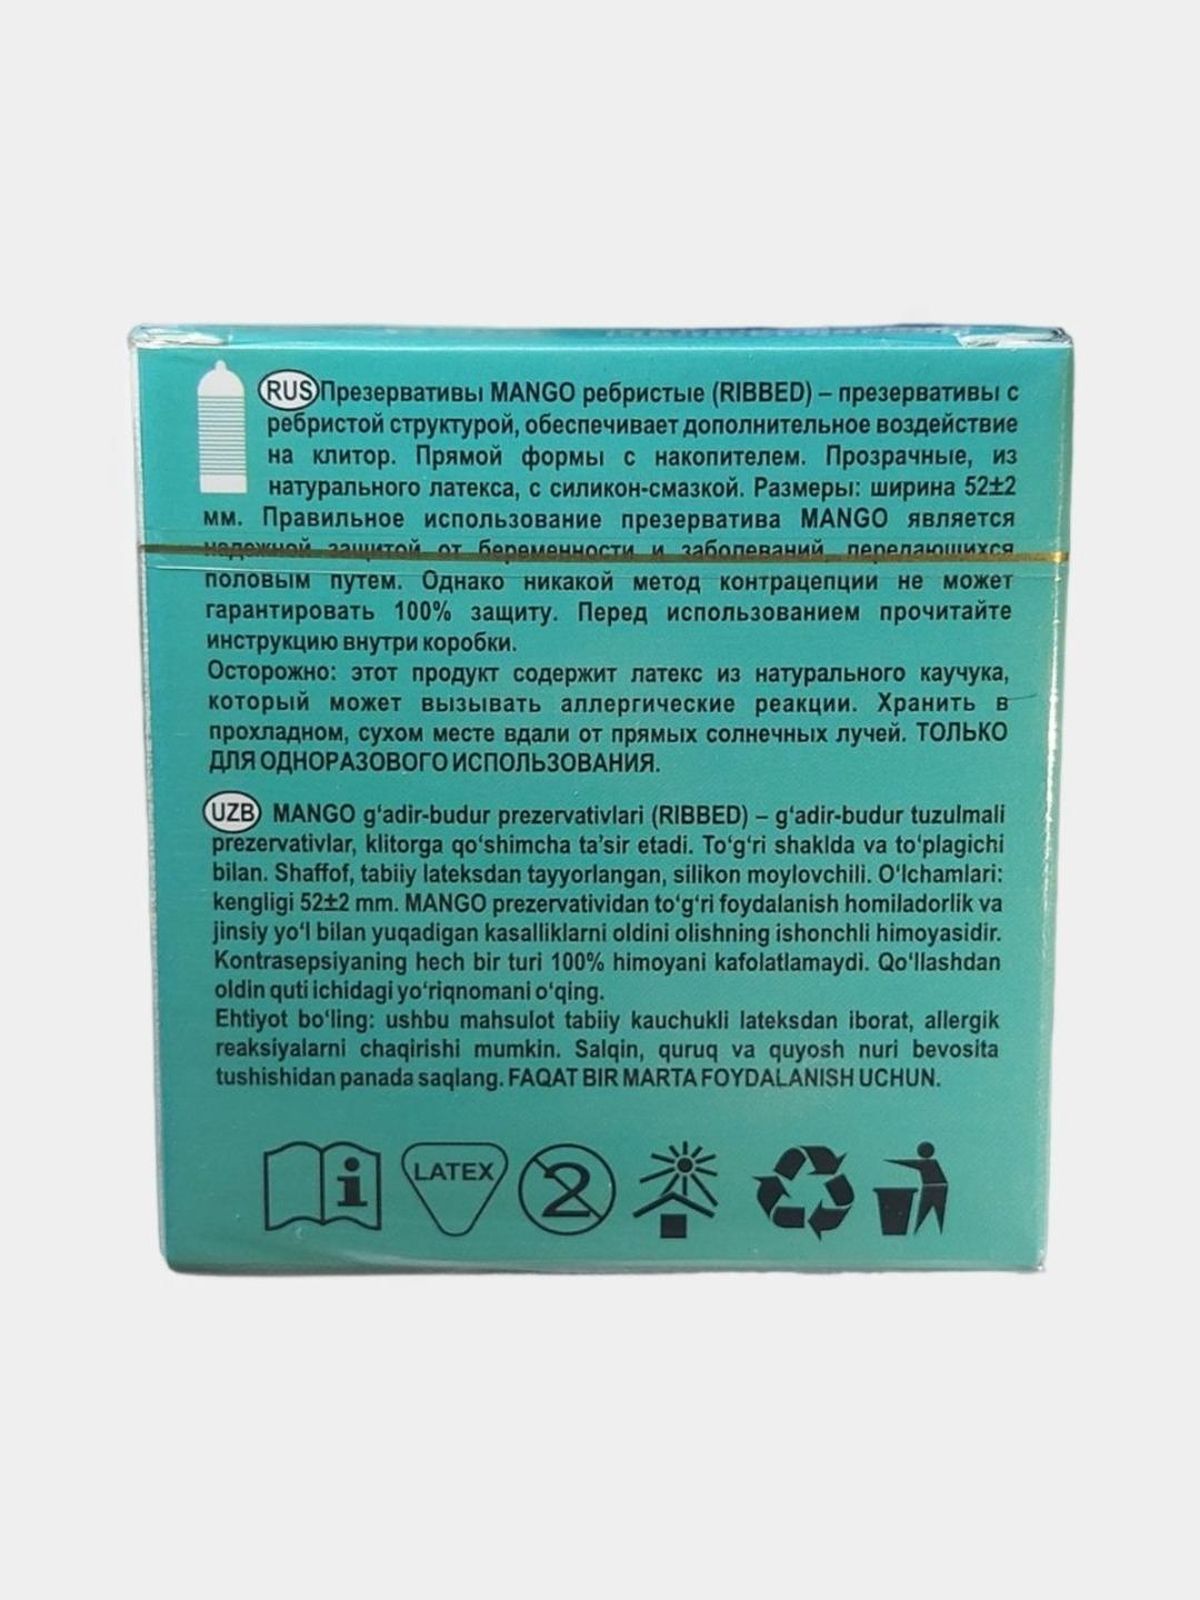 RUS Презервативы MANGO ребристые (RIBBED) – презервативы с
ребристой структурой, обеспечивает дополнительное воздействие
на клитор. Прямой формы с накопителем. Прозрачные, из
натурального латекса, с силикон-смазкой. Размеры: ширина 52±2
мм. Правильное использование презерватива MANGO является
надежной защитой от беременности и заболеваний, передающихся
половым путем. Однако никакой метод контрацепции не может
гарантировать 100% защиту. Перед использованием прочитайте
инструкцию внутри коробки.
Осторожно: этот продукт содержит латекс из натурального каучука,
который может вызывать аллергические реакции. Хранить в
прохладном, сухом месте вдали от прямых солнечных лучей. ТОЛЬКО
ДЛЯ ОДНОРАЗОВОГО ИСПОЛЬЗОВАНИЯ.
UZB MANGO g‘adir-budur prezervativlari (RIBBED) – g‘adir-budur tuzulmali
prezervativlar, klitorga qo‘shimcha ta’sir etadi. To‘g‘ri shaklda va to‘plagichi
bilan. Shaffof, tabiiy lateksdan tayyorlangan, silikon moylovchili. O‘lchamlari:
kengligi 52±2 mm. MANGO prezervatividan to‘g‘ri foydalanish homiladorlik va
jinsiy yo‘l bilan yuqadigan kasalliklarni oldini olishning ishonchli himoyasidir.
Kontrasepsiyaning hech bir turi 100% himoyani kafolatlamaydi. Qo‘llashdan
oldin quti ichidagi yo‘riqnomani o‘qing.
Ehtiyot bo‘ling: ushbu mahsulot tabiiy kauchukli lateksdan iborat, allergik
reaksiyalarni chaqirishi mumkin. Salqin, quruq va quyosh nuri bevosita
tushishidan panada saqlang. FAQAT BIR MARTA FOYDALANISH UCHUN.
i LATEX 2